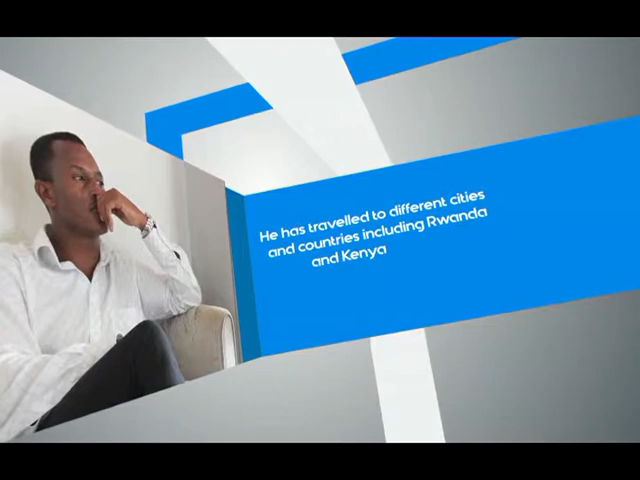 He has travelled to different cities
and countries including Rwanda
and Kenya